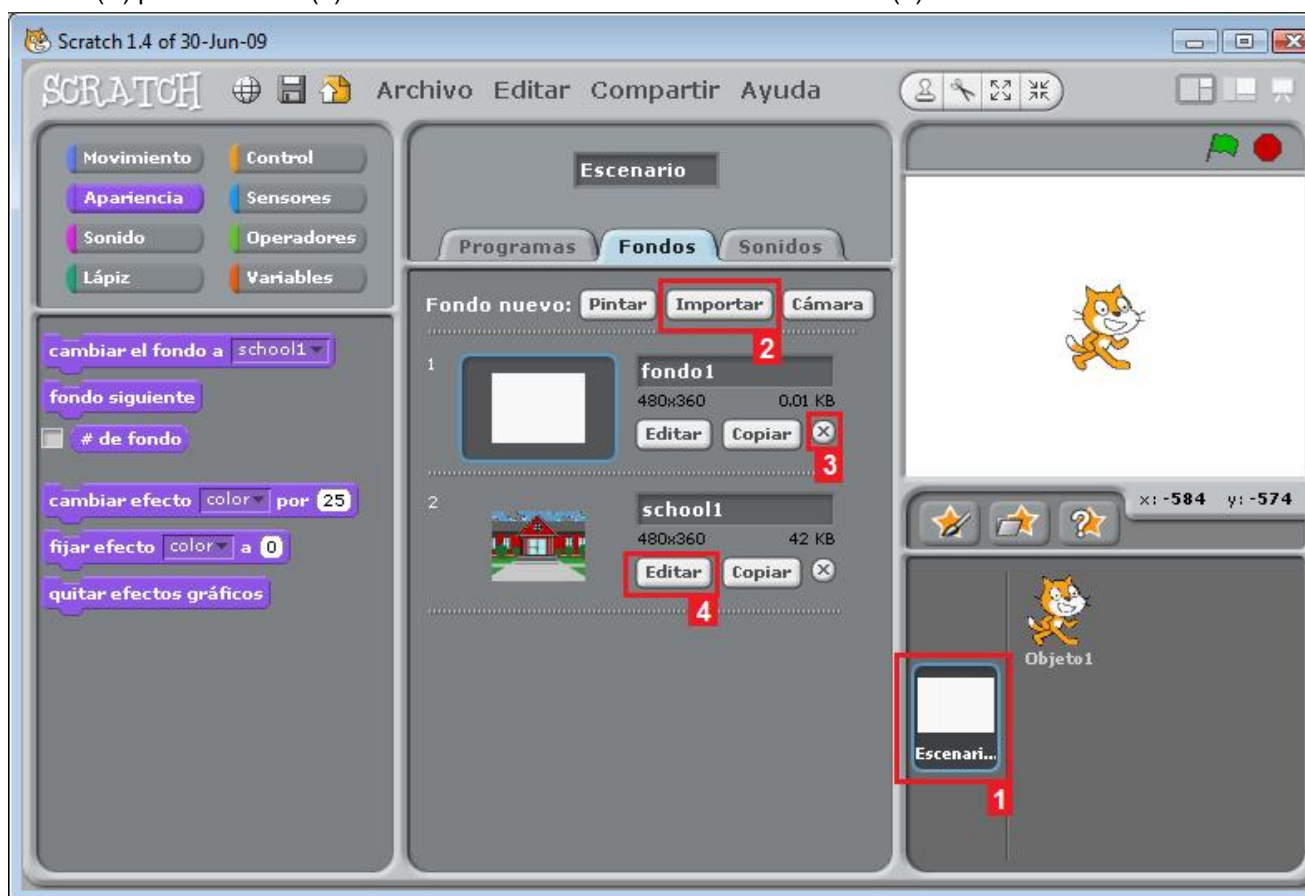 Scratch 1.4 of 30-Jun-09
SCRATCH Archivo Editar Compartir Ayuda
Movimiento Control
Apariencia Sensores
Sonido Operadores
Lápiz Variables
cambiar el fondo a school1
fondo siguiente
# de fondo
cambiar efecto color por 25
fijar efecto color a 0
quitar efectos gráficos
Escenario
Programas Fondos Sonidos
Fondo nuevo: Pintar Importar Cámara
2
1
fondo1
480x360 0.01 KB
Editar Copiar
3
2
school1
480x360 42 KB
Editar Copiar
4
x: -584 y: -574
Objeto1
Escenari...
1